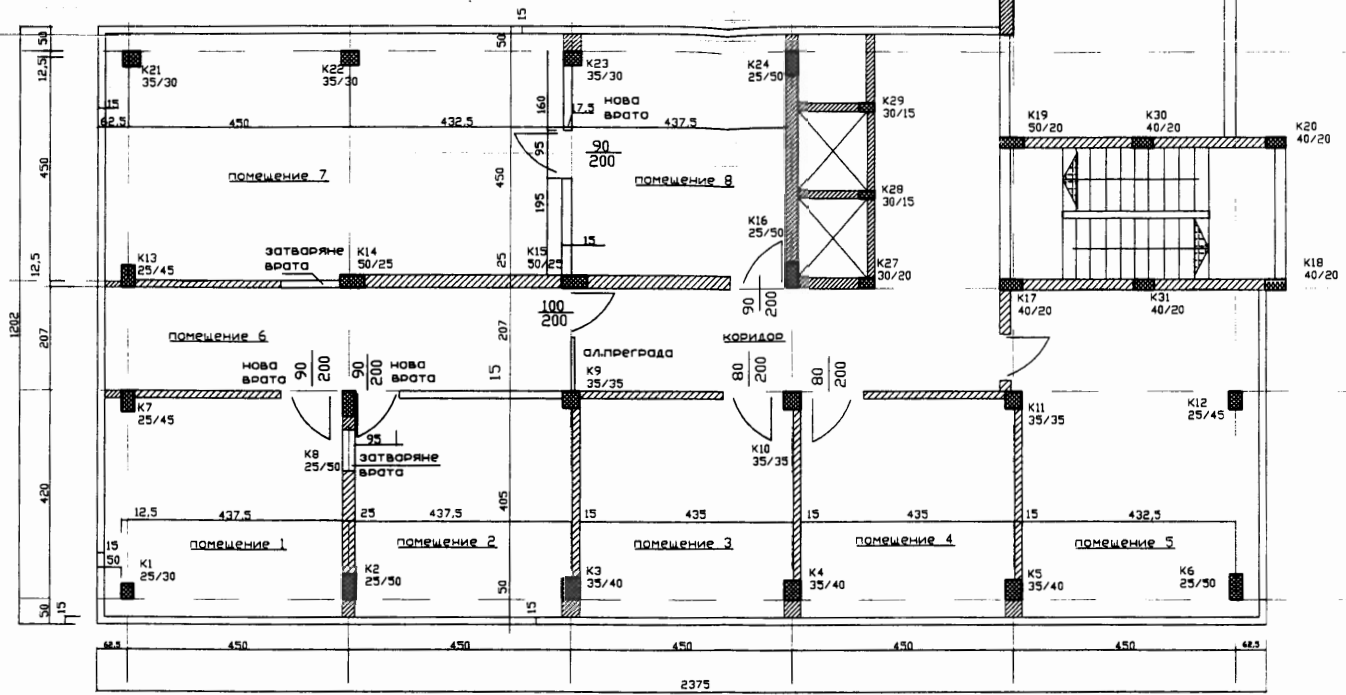 15
50
12,5
450
12,5
207
1202
420
50
15
K21
35/30
K22
35/30
K23
35/30
K24
25/50
50
15
62,5
450
432,5
160
17,5
нова
врата
437,5
K29
30/15
K19
50/20
K30
40/20
K20
40/20
95
90
200
450
195
помещение 7
помещение 8
K28
30/15
K16
25/50
15
K13
25/45
затваряне
врата
K14
50/25
25
K15
50/25
K27
30/20
K18
40/20
90
200
K17
40/20
K31
40/20
100
200
207
помещение 6
коридор
ал.преграда
нова
врата
90
200
90
200
нова
врата
15
K9
35/35
80
200
80
200
K7
25/45
K11
35/35
K12
25/45
95
K8
25/50
затваряне
врата
K10
35/35
405
12,5
437,5
25
437,5
15
435
15
435
15
432,5
помещение 1
помещение 2
помещение 3
помещение 4
помещение 5
15
50
K1
25/30
K2
25/50
50
K3
35/40
K4
35/40
K5
35/40
K6
25/50
15
62,5
450
450
450
450
450
62,5
2375